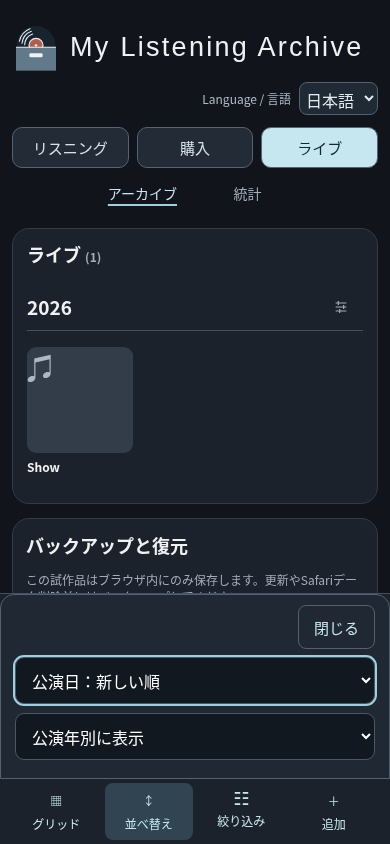 My Listening Archive
Language / 言語
日本語
リスニング
購入
ライブ
アーカイブ
統計
ライブ (1)
2026
Show
バックアップと復元
この試作品はブラウザ内にのみ保存します。更新やSafariデー
閉じる
公演日：新しい順
公演年別に表示
グリッド
並べ替え
絞り込み
追加